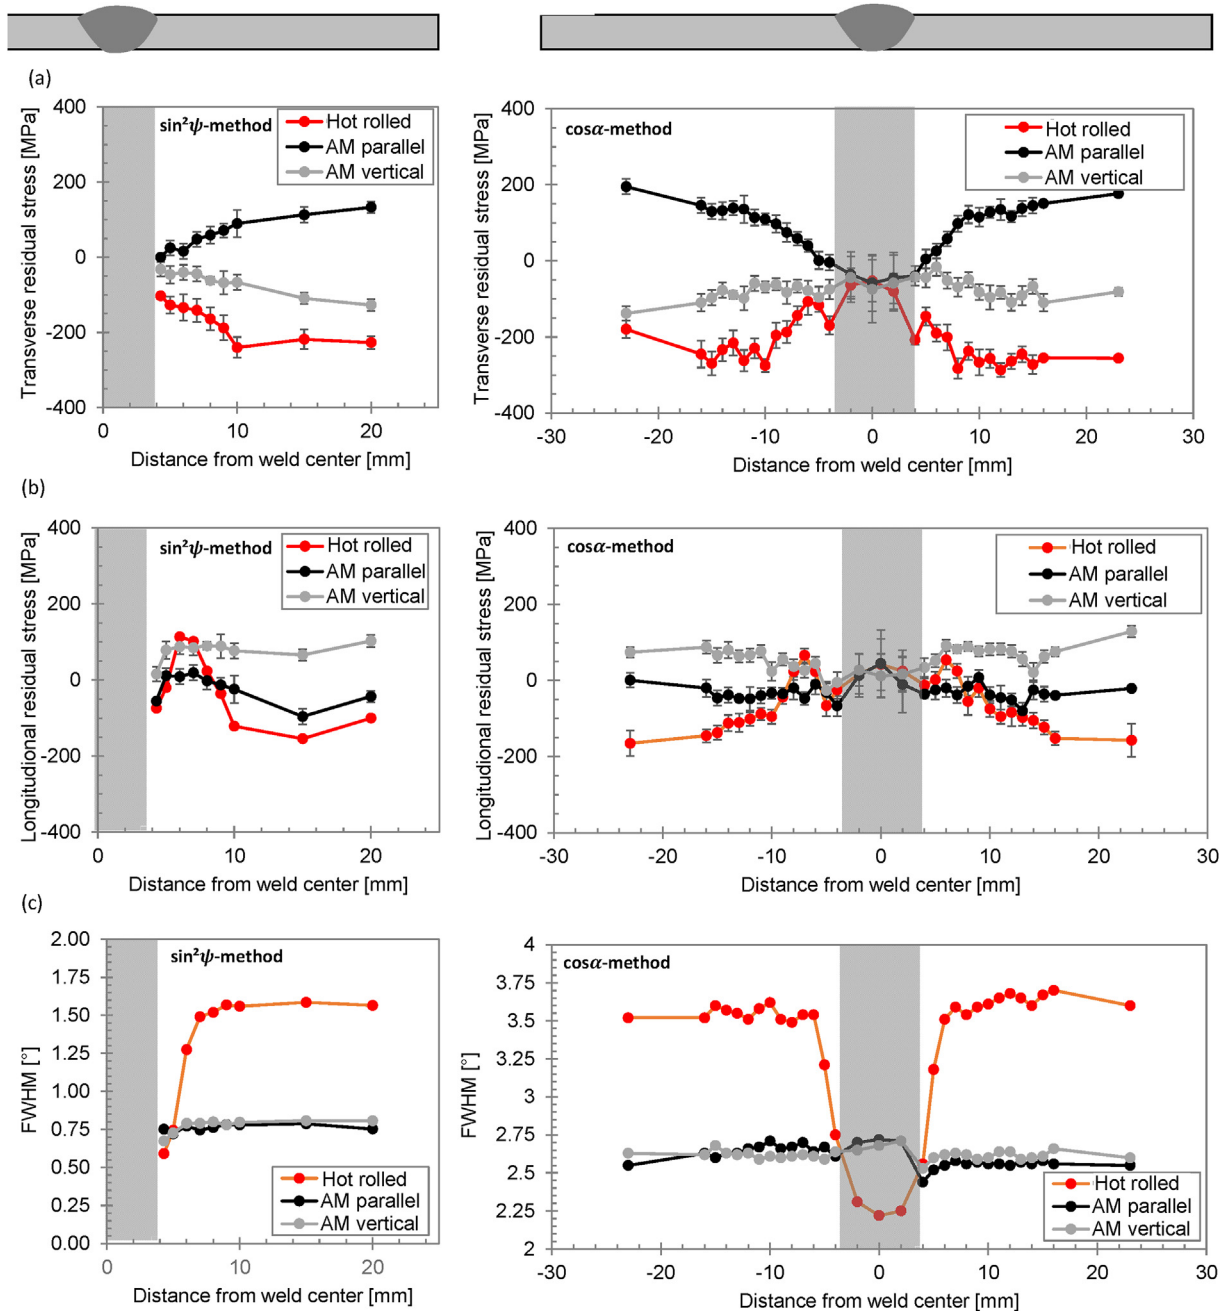 (a)
400
200
0
-200
-400
0
10
20
Transverse residual stress [MPa]
Distance from weld center [mm]
sin²ψ-method
Hot rolled
AM parallel
AM vertical
400
200
0
-200
-400
-30
-20
-10
0
10
20
30
Transverse residual stress [MPa]
Distance from weld center [mm]
cosα-method
Hot rolled
AM parallel
AM vertical
(b)
400
200
0
-200
-400
0
10
20
Longitudinal residual stress [MPa]
Distance from weld center [mm]
sin²ψ-method
Hot rolled
AM parallel
AM vertical
400
200
0
-200
-400
-30
-20
-10
0
10
20
30
Longitudinal residual stress [MPa]
Distance from weld center [mm]
cosα-method
Hot rolled
AM parallel
AM vertical
(c)
2.00
1.75
1.50
1.25
1.00
0.75
0.50
0.25
0.00
0
10
20
FWHM [°]
Distance from weld center [mm]
sin²ψ-method
Hot rolled
AM parallel
AM vertical
4
3.75
3.5
3.25
3
2.75
2.5
2.25
2
-30
-20
-10
0
10
20
30
FWHM [°]
Distance from weld center [mm]
cosα-method
Hot rolled
AM parallel
AM vertical